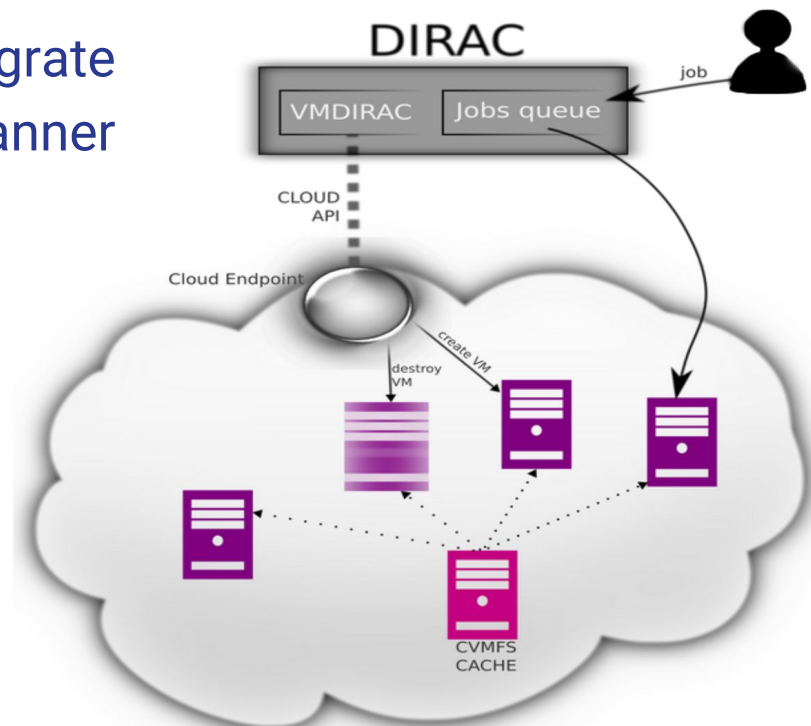 grate
anner
DIRAC
job
VMDIRAC
Jobs queue
CLOUD
API
Cloud Endpoint
create VM
destroy
VM
CVMFS
CACHE